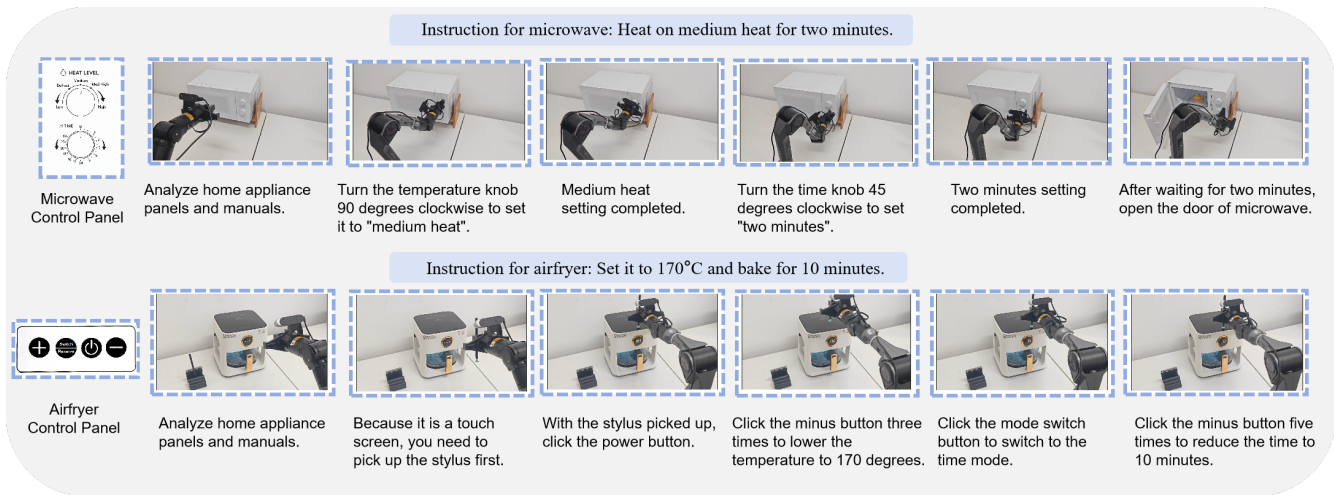 Instruction for microwave: Heat on medium heat for two minutes.
HEAT LEVEL
Medium
Low
High
TIME
Microwave
Control Panel
Analyze home appliance
panels and manuals.
Turn the temperature knob
90 degrees clockwise to set
it to "medium heat".
Medium heat
setting completed.
Turn the time knob 45
degrees clockwise to set
"two minutes".
Two minutes setting
completed.
After waiting for two minutes,
open the door of microwave.
Instruction for airfryer: Set it to 170°C and bake for 10 minutes.
Switch
Airfryer
Control Panel
Analyze home appliance
panels and manuals.
Because it is a touch
screen, you need to
pick up the stylus first.
With the stylus picked up,
click the power button.
Click the minus button three
times to lower the
temperature to 170 degrees.
Click the mode switch
button to switch to the
time mode.
Click the minus button five
times to reduce the time to
10 minutes.